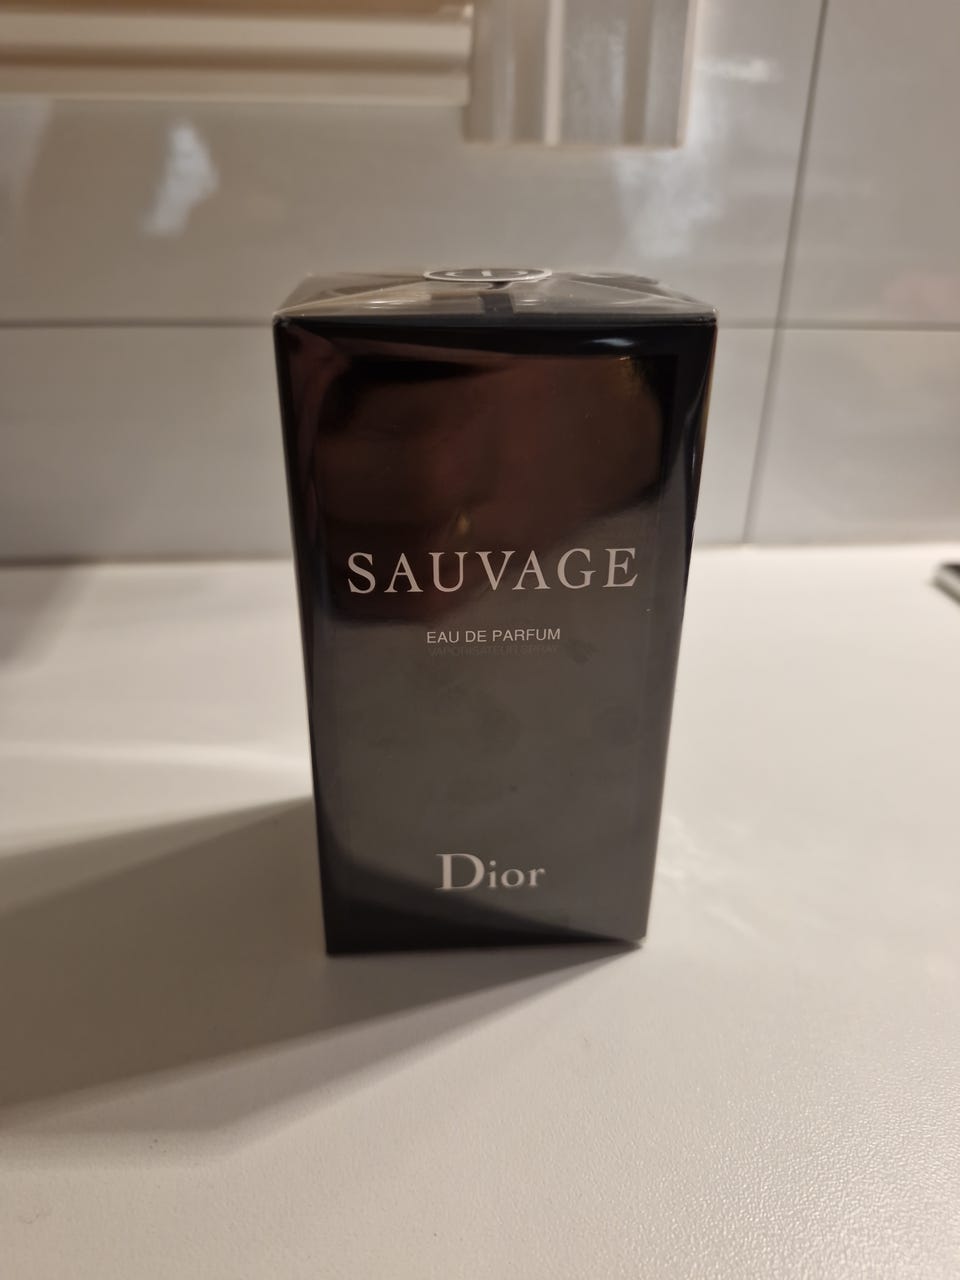 SAUVAGE
EAU DE PARFUM
VAPORISATEUR SPRAY
Dior